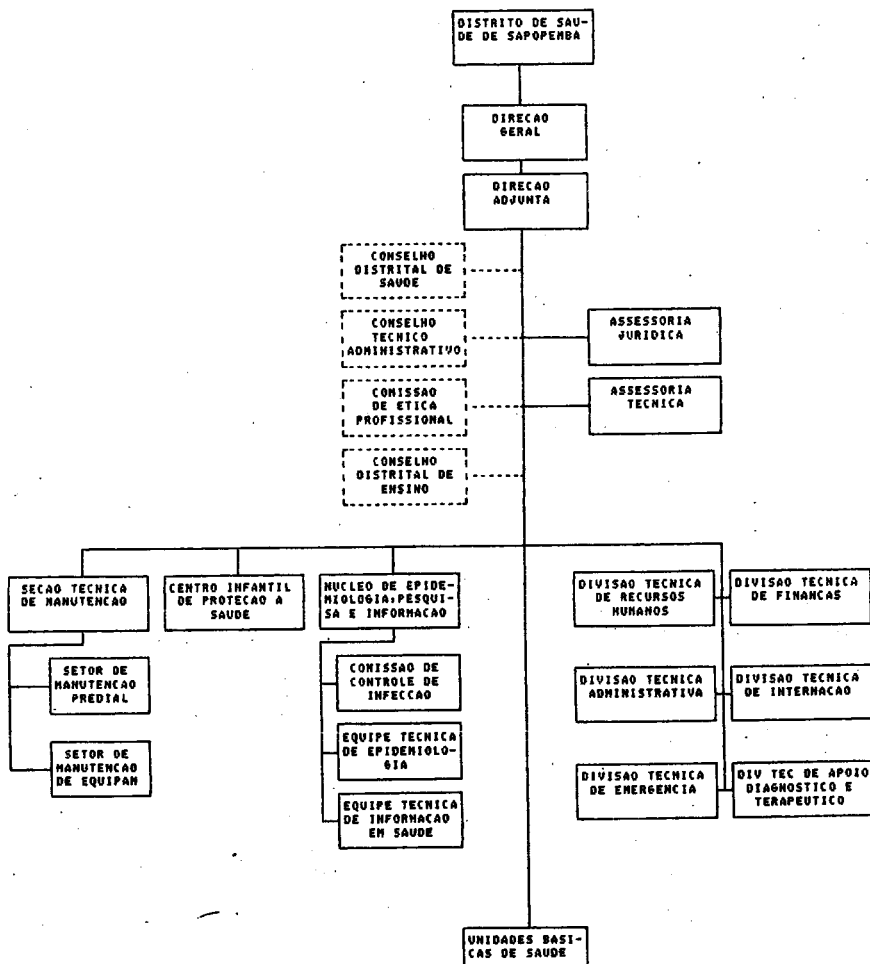 DISTRITO DE SAU-
DE DE SAPOPEMBA
DIRECAO
GERAL
DIRECAO
ADJUNTA
CONSELHO
DISTRITAL DE
SAUDE
CONSELHO
TECNICO
ADMINISTRATIVO
ASSESSORIA
JURIDICA
COMISSAO
DE ETICA
PROFISSIONAL
ASSESSORIA
TECNICA
CONSELHO
DISTRITAL DE
ENSINO
SECAO TECNICA
DE MANUTENCAO
CENTRO INFANTIL
DE PROTECAO A
SAUDE
NUCLEO DE EPIDE-
MIOLOGIA,PESQUI-
SA E INFORMACAO
DIVISAO TECNICA
DE RECURSOS
HUMANOS
DIVISAO TECNICA
DE FINANCAS
SETOR DE
MANUTENCAO
PREDIAL
COMISSAO DE
CONTROLE DE
INFECCAO
DIVISAO TECNICA
ADMINISTRATIVA
DIVISAO TECNICA
DE INTERNACAO
SETOR DE
MANUTENCAO
DE EQUIPAM
EQUIPE TECNICA
DE EPIDEMIOLO-
GIA
DIVISAO TECNICA
DE EMERGENCIA
DIV TEC DE APOIO
DIAGNOSTICO E
TERAPEUTICO
EQUIPE TECNICA
DE INFORMACAO
EM SAUDE
UNIDADES BASI-
CAS DE SAUDE